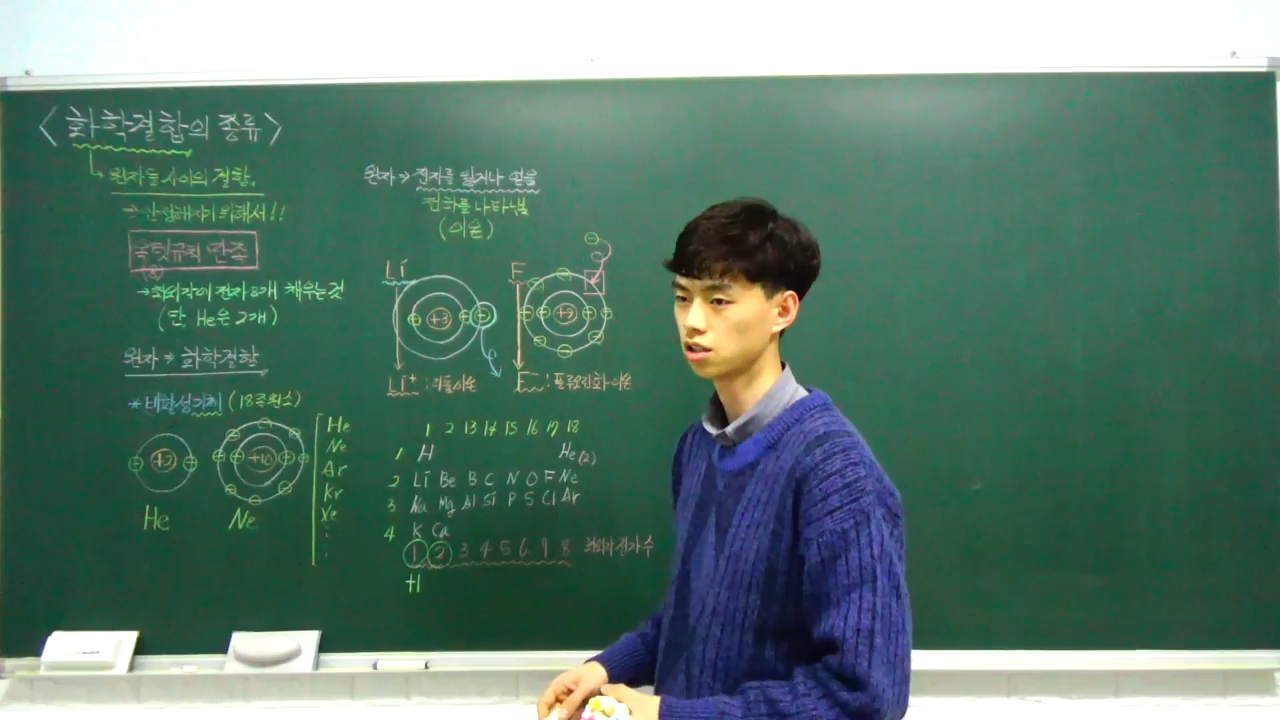 <화학결합의 종류>
원자들 사이의 결합.
→ 안정해지기 위해서!!
옥텟규칙 만족
(8)
→ 최외각에 전자 8개 채우는 것
(단, He은 2개)
원자 ⇒ 화학결합
*비활성기체 (18족 원소)
+2
He
+10
Ne
He
Ne
Ar
Kr
Xe
원자 ⇒ 전자를 잃거나 얻음
전하를 나타냄
(이온)
Li
+3
e
Li⁺ : 리튬이온
F
+9
F⁻ : 플루오린화 이온
1 2 13 14 15 16 17 18
1 H He(2)
2 Li Be B C N O F Ne
3 Na Mg Al Si P S Cl Ar
4 K Ca
1 2 3 4 5 6 7 8 최외각 전자 수
+1